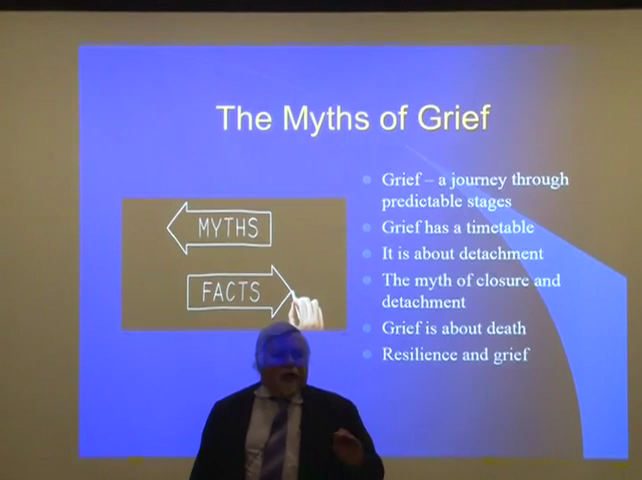 The Myths of Grief
MYTHS
FACTS
Grief – a journey through
predictable stages
Grief has a timetable
It is about detachment
The myth of closure and
detachment
Grief is about death
Resilience and grief